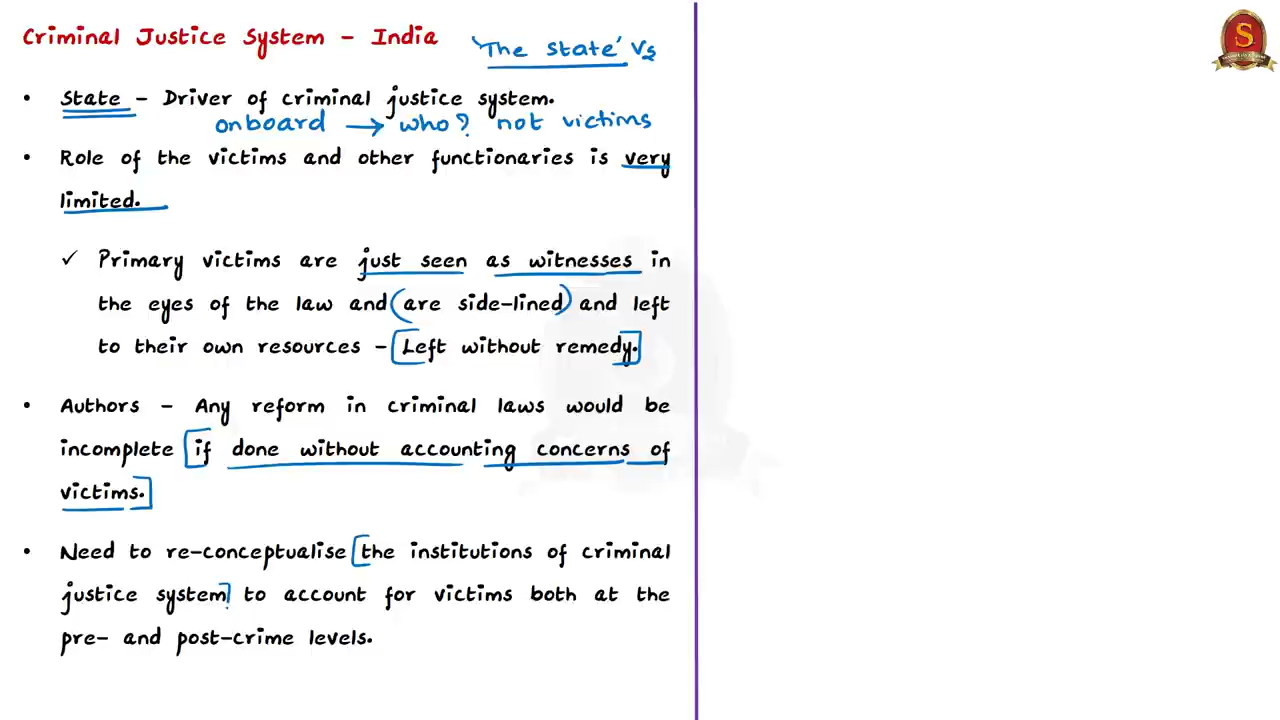 Criminal Justice System - India 'The state' Vs
• State - Driver of criminal justice system.
onboard → who? not victims
• Role of the victims and other functionaries is very
limited.
✓ Primary victims are just seen as witnesses in
the eyes of the law and (are side-lined) and left
to their own resources - [Left without remedy.]
• Authors - Any reform in criminal laws would be
incomplete [if done without accounting concerns of
victims.]
• Need to re-conceptualise [the institutions of criminal
justice system] to account for victims both at the
pre- and post-crime levels.
S